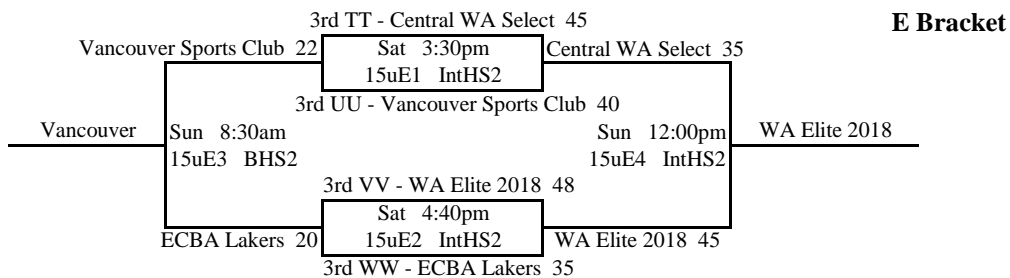 3rd TT - Central WA Select 45
E Bracket
Vancouver Sports Club 22
Sat 3:30pm
Central WA Select 35
15uE1 IntHS2
3rd UU - Vancouver Sports Club 40
Vancouver
Sun 8:30am
Sun 12:00pm
WA Elite 2018
15uE3 BHS2
15uE4 IntHS2
3rd VV - WA Elite 2018 48
Sat 4:40pm
ECBA Lakers 20
15uE2 IntHS2
WA Elite 2018 45
3rd WW - ECBA Lakers 35